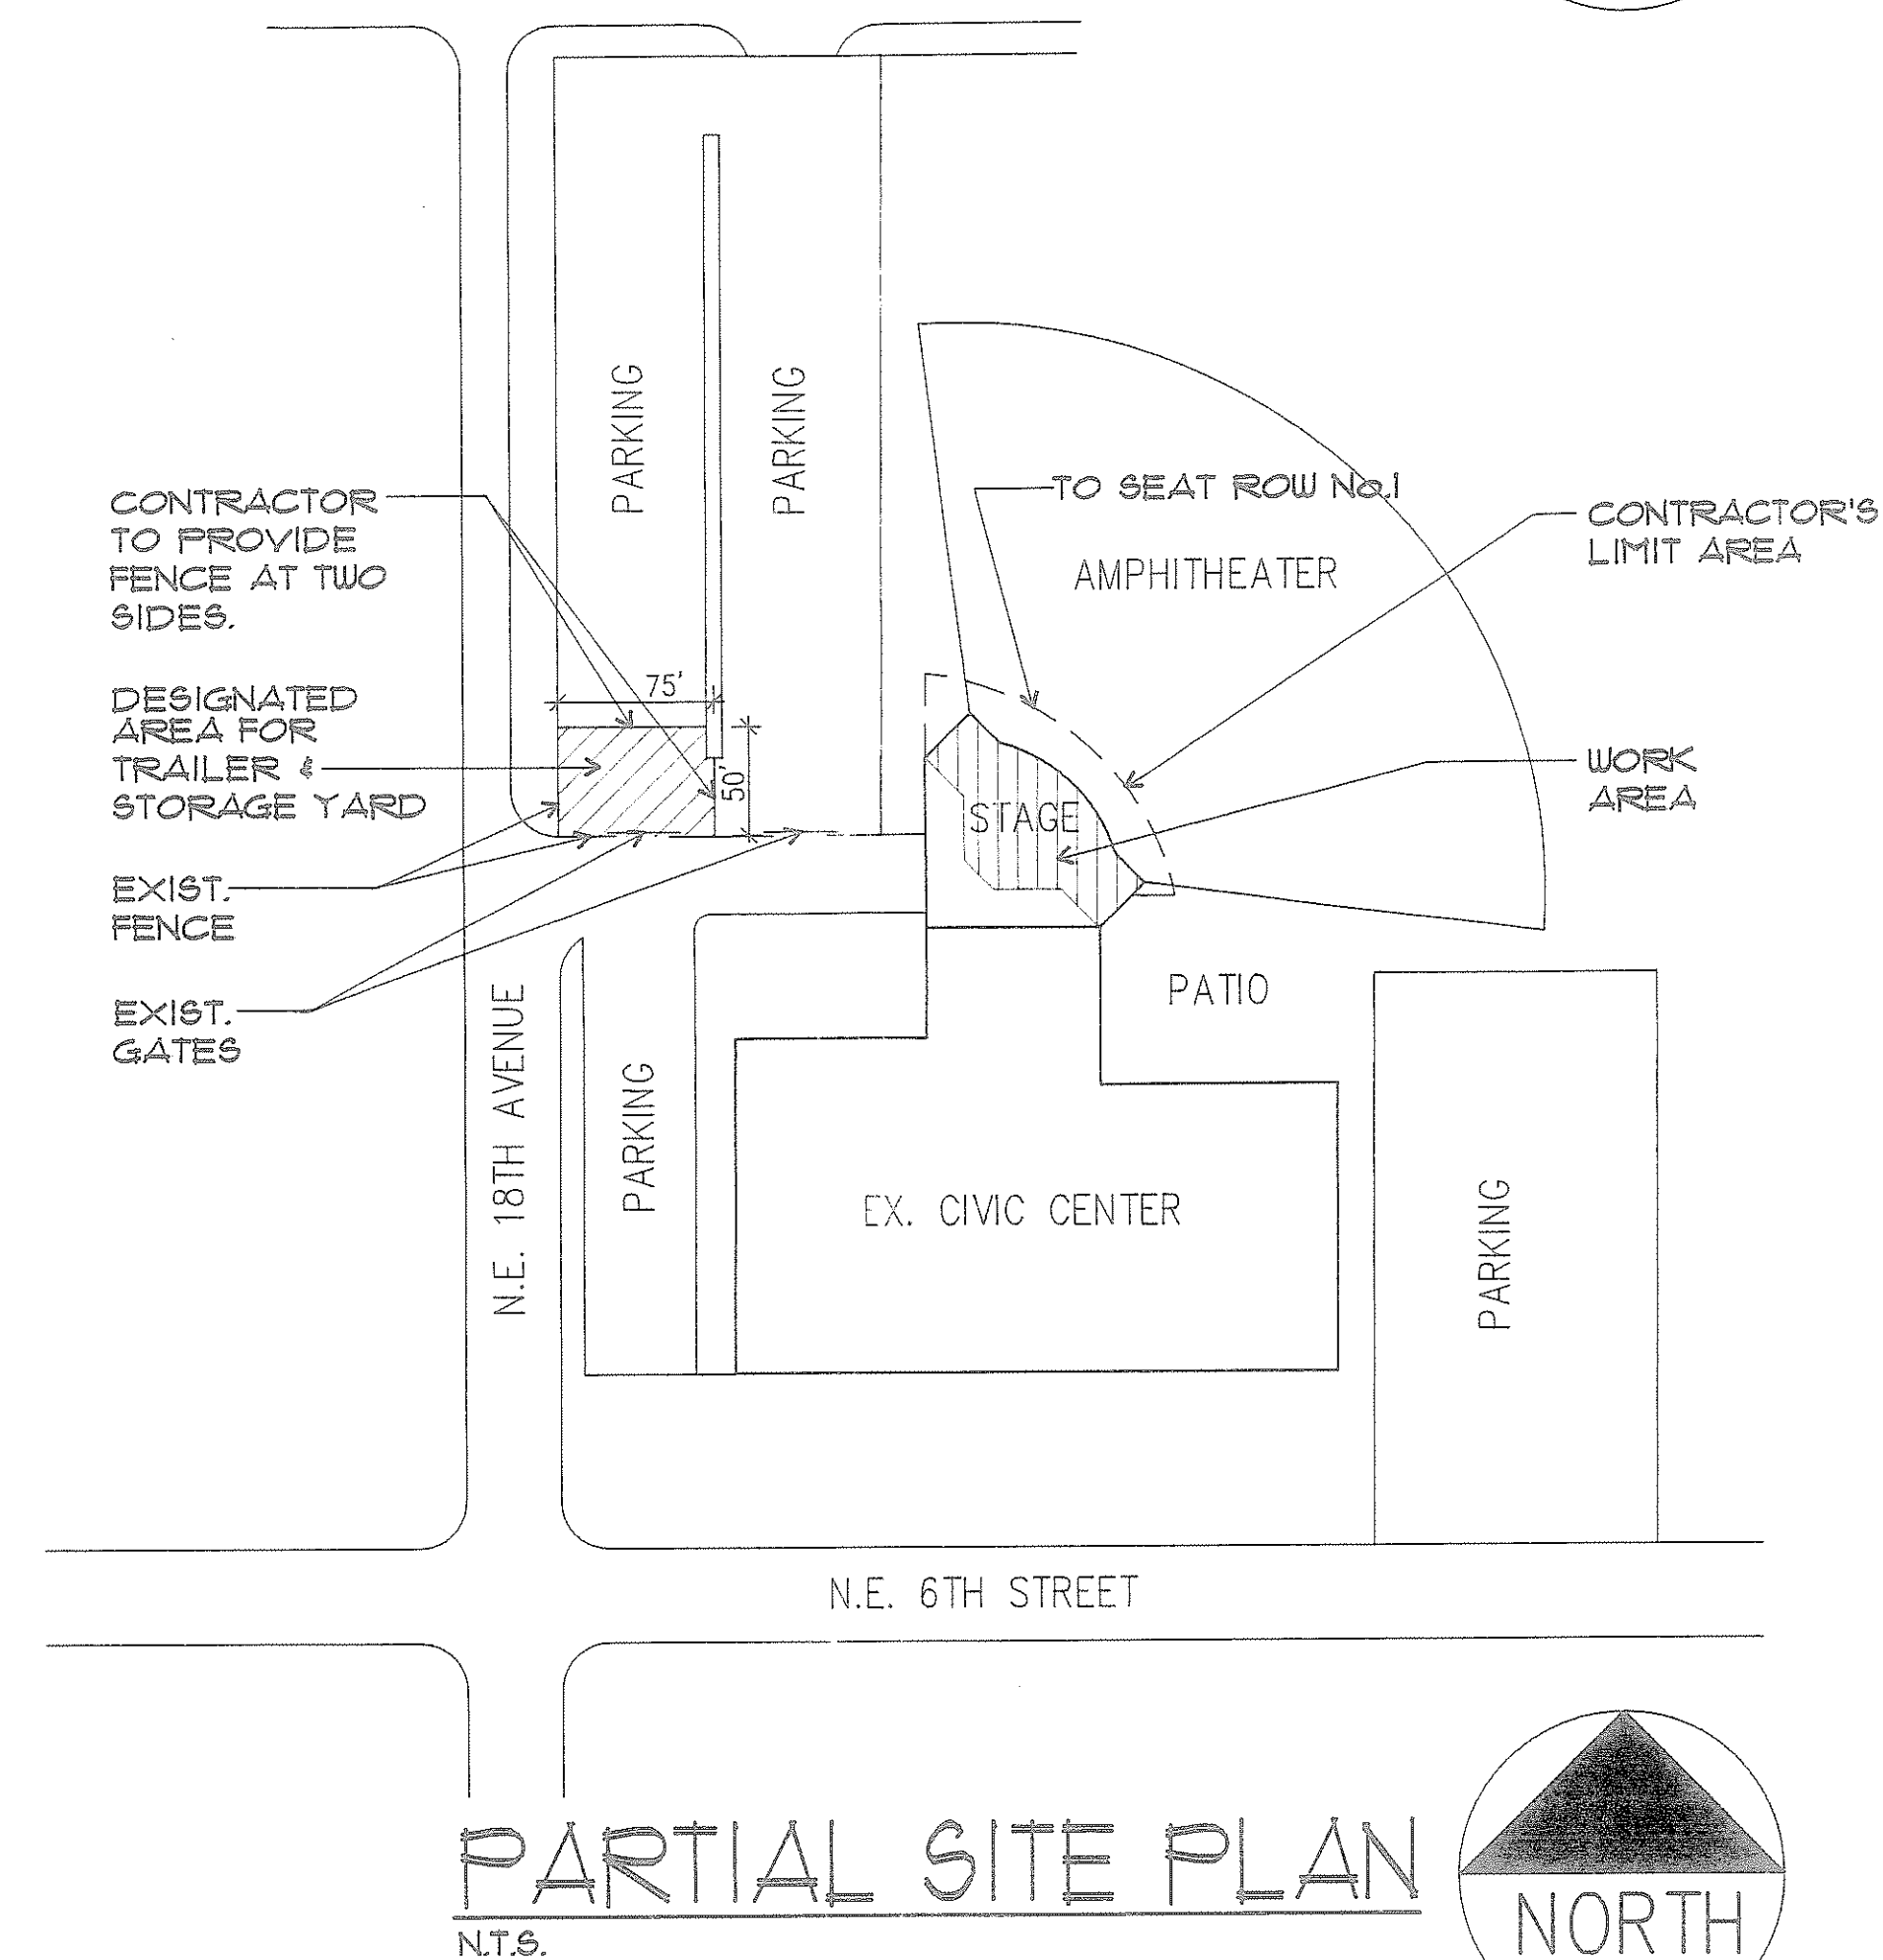 PARKING
PARKING
CONTRACTOR
TO PROVIDE
FENCE AT TWO
SIDES.
TO SEAT ROW No.1
AMPHITHEATER
CONTRACTOR'S
LIMIT AREA
75'
50'
DESIGNATED
AREA FOR
TRAILER &
STORAGE YARD
STAGE
WORK
AREA
EXIST.
FENCE
EXIST.
GATES
PATIO
N.E. 18TH AVENUE
PARKING
EX. CIVIC CENTER
PARKING
N.E. 6TH STREET
PARTIAL SITE PLAN
N.T.S.
NORTH